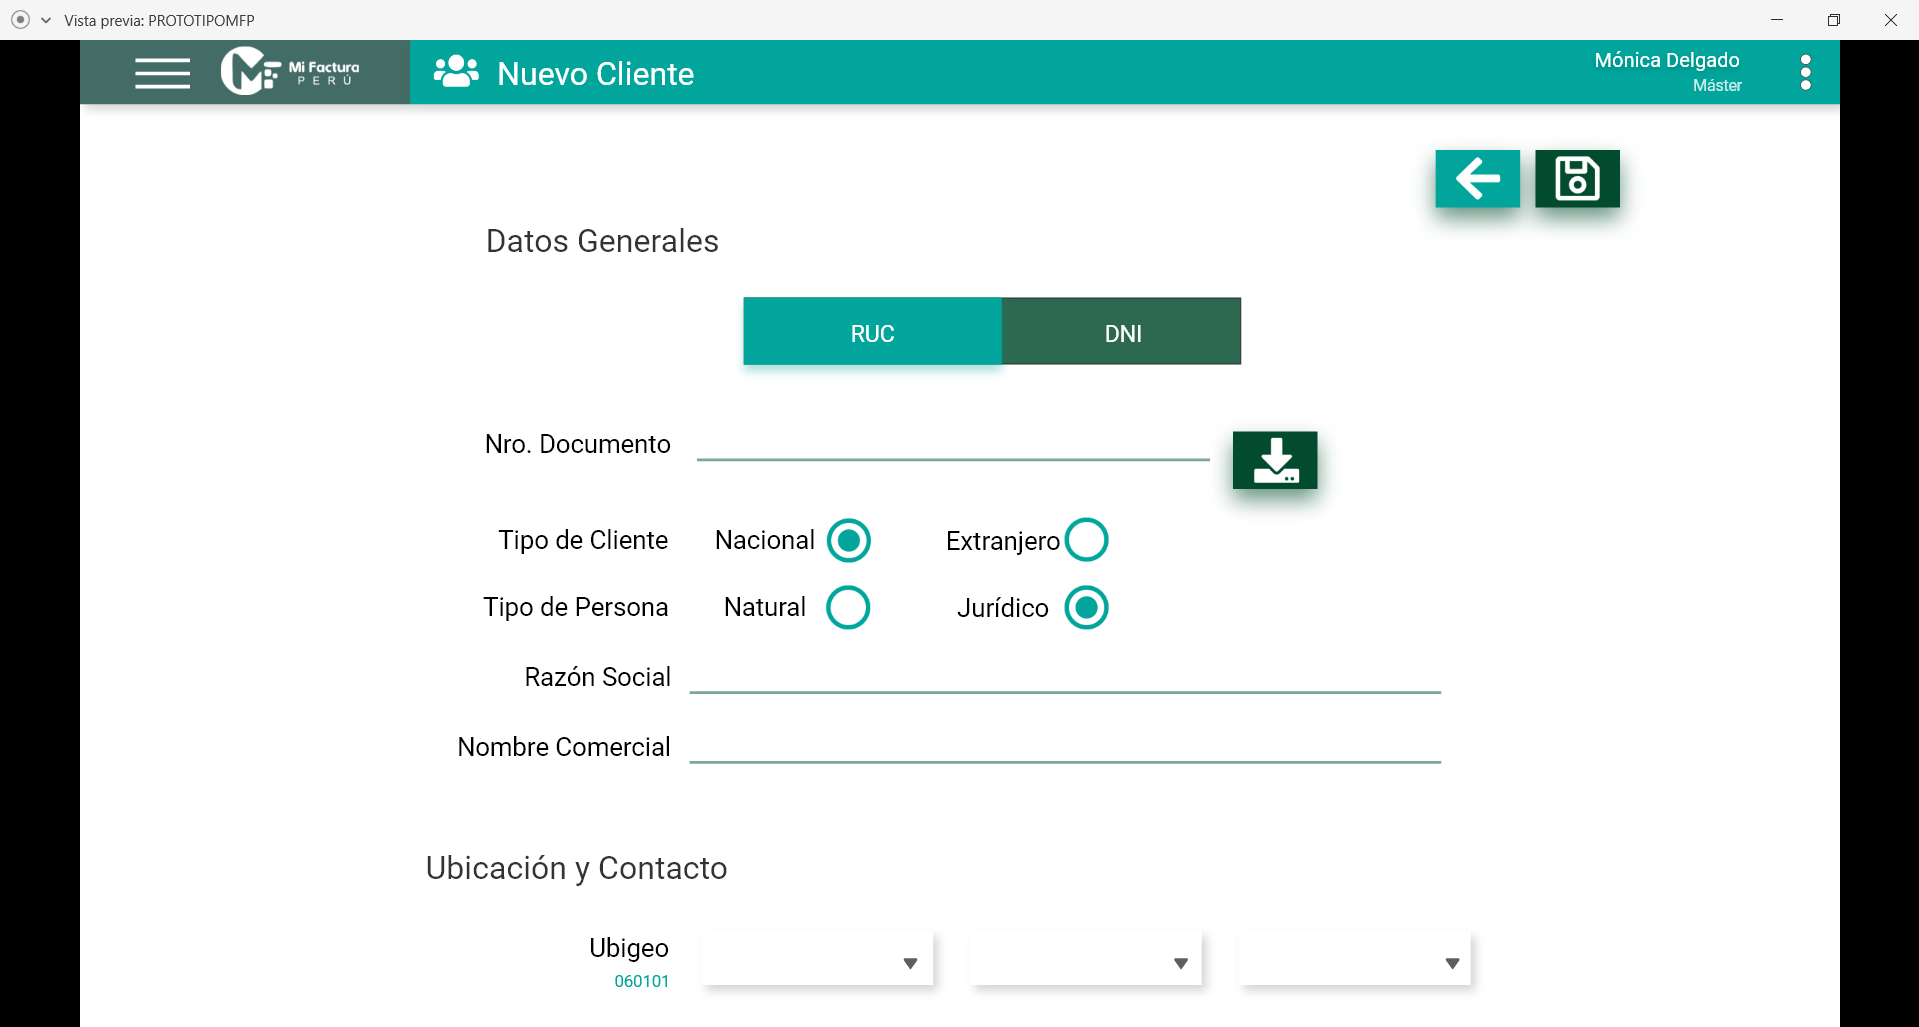 Vista previa: PROTOTIPOMFP
Mi Factura
PERÚ
Nuevo Cliente
Mónica Delgado
Máster
Datos Generales
RUC DNI
Nro. Documento
Tipo de Cliente Nacional Extranjero
Tipo de Persona Natural Jurídico
Razón Social
Nombre Comercial
Ubicación y Contacto
Ubigeo
060101